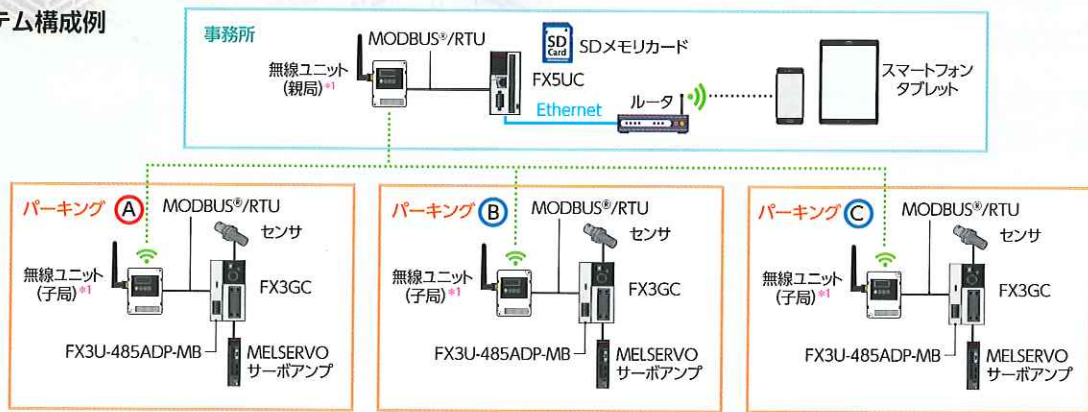 テム構成例
事務所
MODBUS®/RTU
無線ユニット
(親局)*1
SD
Card
SDメモリカード
FX5UC
Ethernet
ルータ
スマートフォン
タブレット
パーキング A
MODBUS®/RTU
センサ
無線ユニット
(子局)*1
FX3GC
FX3U-485ADP-MB
MELSERVO
サーボアンプ
パーキング B
MODBUS®/RTU
センサ
無線ユニット
(子局)*1
FX3GC
FX3U-485ADP-MB
MELSERVO
サーボアンプ
パーキング C
MODBUS®/RTU
センサ
無線ユニット
(子局)*1
FX3GC
FX3U-485ADP-MB
MELSERVO
サーボアンプ